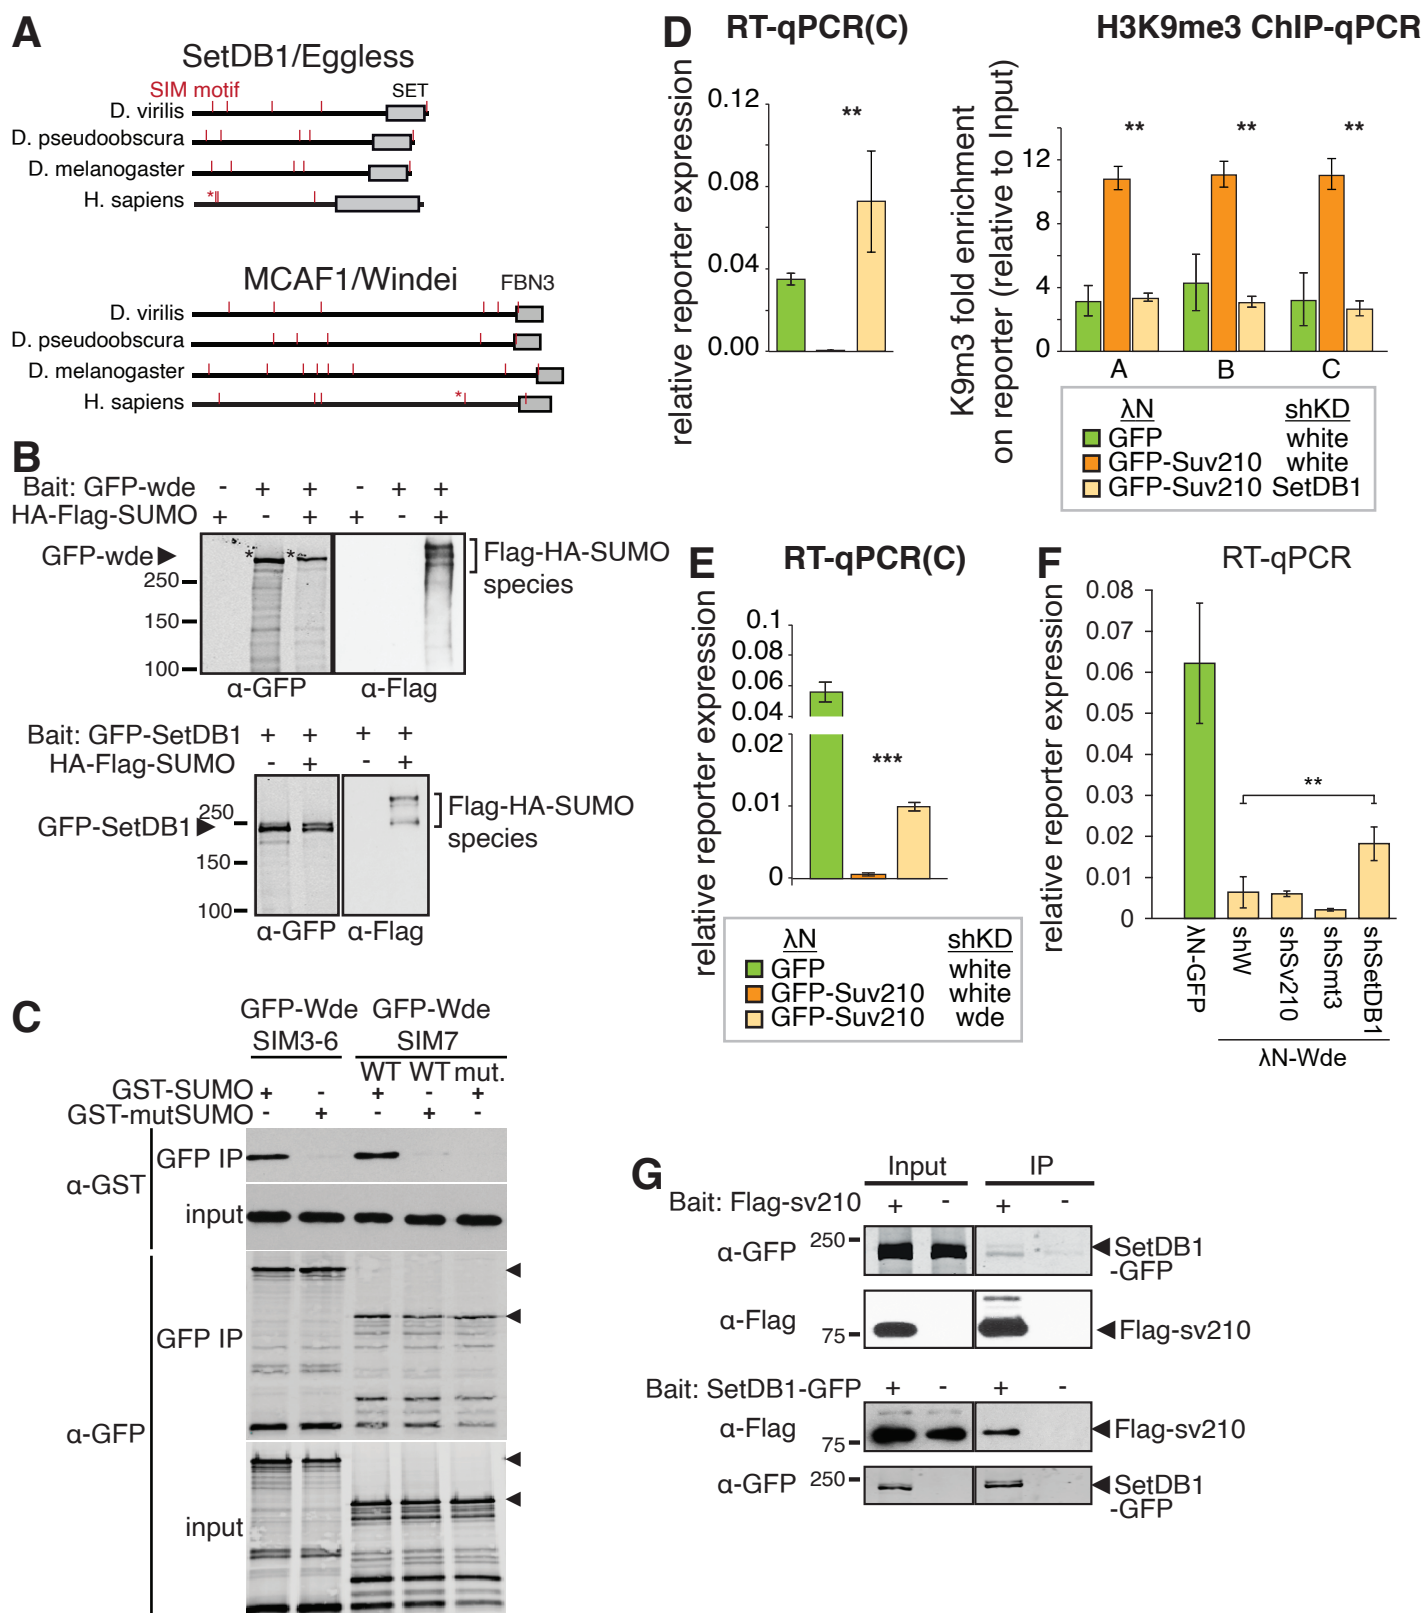 A
SetDB1/Eggless
SIM motif
SET
D. virilis
D. pseudoobscura
D. melanogaster
H. sapiens
*
MCAF1/Windei
FBN3
D. virilis
D. pseudoobscura
D. melanogaster
H. sapiens
*
B
Bait: GFP-wde - + + - + +
HA-Flag-SUMO + - + + - +
GFP-wde
* *
250
150
100
Flag-HA-SUMO
species
α-GFP α-Flag
Bait: GFP-SetDB1 + + + +
HA-Flag-SUMO - + - +
250
GFP-SetDB1
150
100
Flag-HA-SUMO
species
α-GFP α-Flag
C
GFP-Wde GFP-Wde
SIM3-6 SIM7
WT WT mut.
GST-SUMO + - + - +
GST-mutSUMO - + - + -
α-GST
GFP IP
input
α-GFP
GFP IP
input
D
RT-qPCR(C)
relative reporter expression
0.12
0.08
0.04
0.00
**
H3K9me3 ChIP-qPCR
K9m3 fold enrichment
on reporter (relative to Input)
12
8
4
0
** ** **
A B C
λN shKD
GFP white
GFP-Suv210 white
GFP-Suv210 SetDB1
E
RT-qPCR(C)
relative reporter expression
0.1
0.08
0.06
0.04
0.02
0.01
0
***
λN shKD
GFP white
GFP-Suv210 white
GFP-Suv210 wde
F
RT-qPCR
relative reporter expression
0.08
0.07
0.06
0.05
0.04
0.03
0.02
0.01
0
**
λN-GFP
shW
shSv210
shSmt3
shSetDB1
λN-Wde
G
Input IP
Bait: Flag-sv210 + - + -
α-GFP 250
SetDB1
-GFP
α-Flag 75
Flag-sv210
Bait: SetDB1-GFP + - + -
α-Flag 75
Flag-sv210
α-GFP 250
SetDB1
-GFP